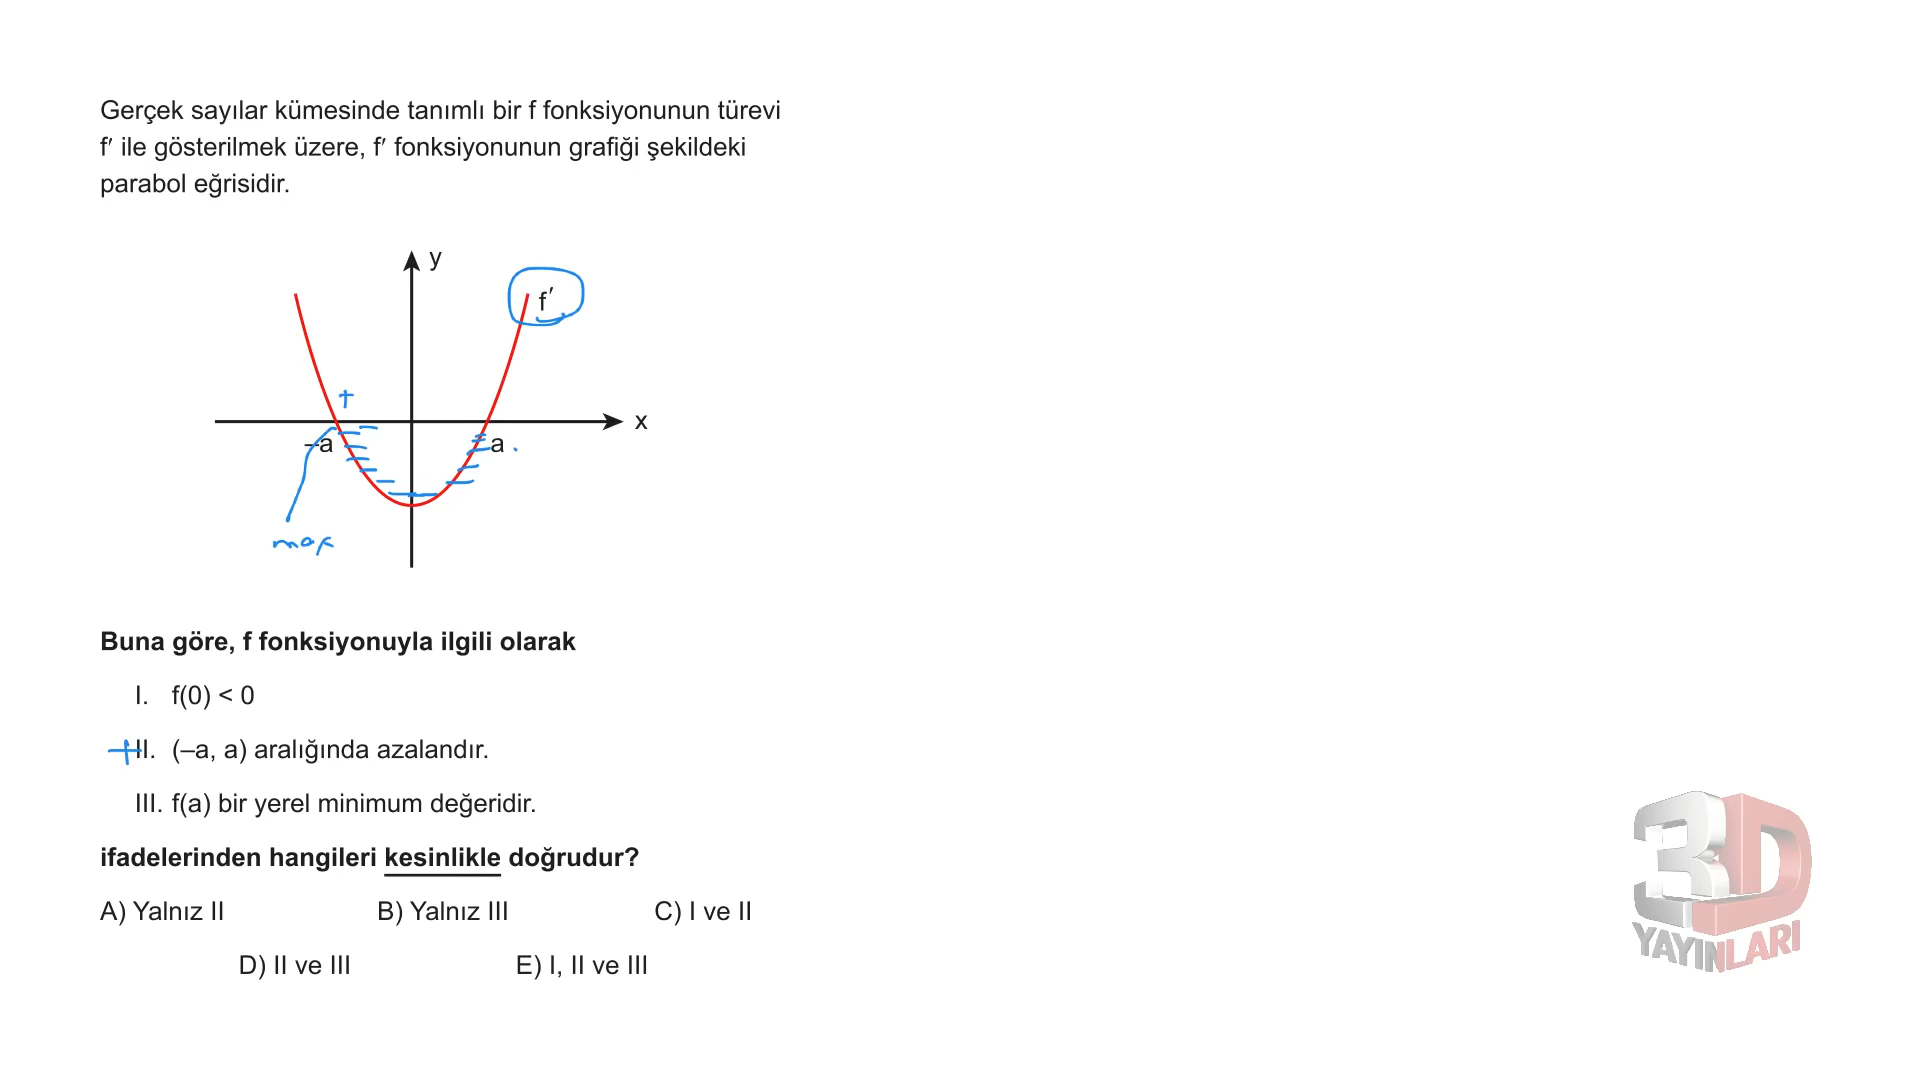 Gerçek sayılar kümesinde tanımlı bir f fonksiyonunun türevi
f′ ile gösterilmek üzere, f′ fonksiyonunun grafiği şekildeki
parabol eğrisidir.
y
f′
+
x
–a
a
max
Buna göre, f fonksiyonuyla ilgili olarak
I. f(0) < 0
+ II. (–a, a) aralığında azalandır.
III. f(a) bir yerel minimum değeridir.
ifadelerinden hangileri kesinlikle doğrudur?
A) Yalnız II B) Yalnız III C) I ve II
D) II ve III E) I, II ve III
3D
YAYINLARI